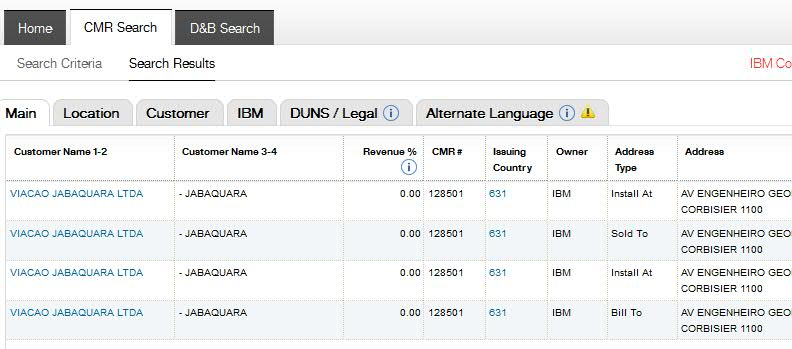 Home CMR Search D&B Search
Search Criteria Search Results IBM Co
Main Location Customer IBM DUNS / Legal Alternate Language
Customer Name 1-2 Customer Name 3-4 Revenue % CMR # Issuing Country Owner Address Type Address
VIACAO JABAQUARA LTDA - JABAQUARA 0.00 128501 631 IBM Install At AV ENGENHEIRO GEO
CORBISIER 1100
VIACAO JABAQUARA LTDA - JABAQUARA 0.00 128501 631 IBM Sold To AV ENGENHEIRO GEO
CORBISIER 1100
VIACAO JABAQUARA LTDA - JABAQUARA 0.00 128501 631 IBM Install At AV ENGENHEIRO GEO
CORBISIER 1100
VIACAO JABAQUARA LTDA - JABAQUARA 0.00 128501 631 IBM Bill To AV ENGENHEIRO GEO
CORBISIER 1100